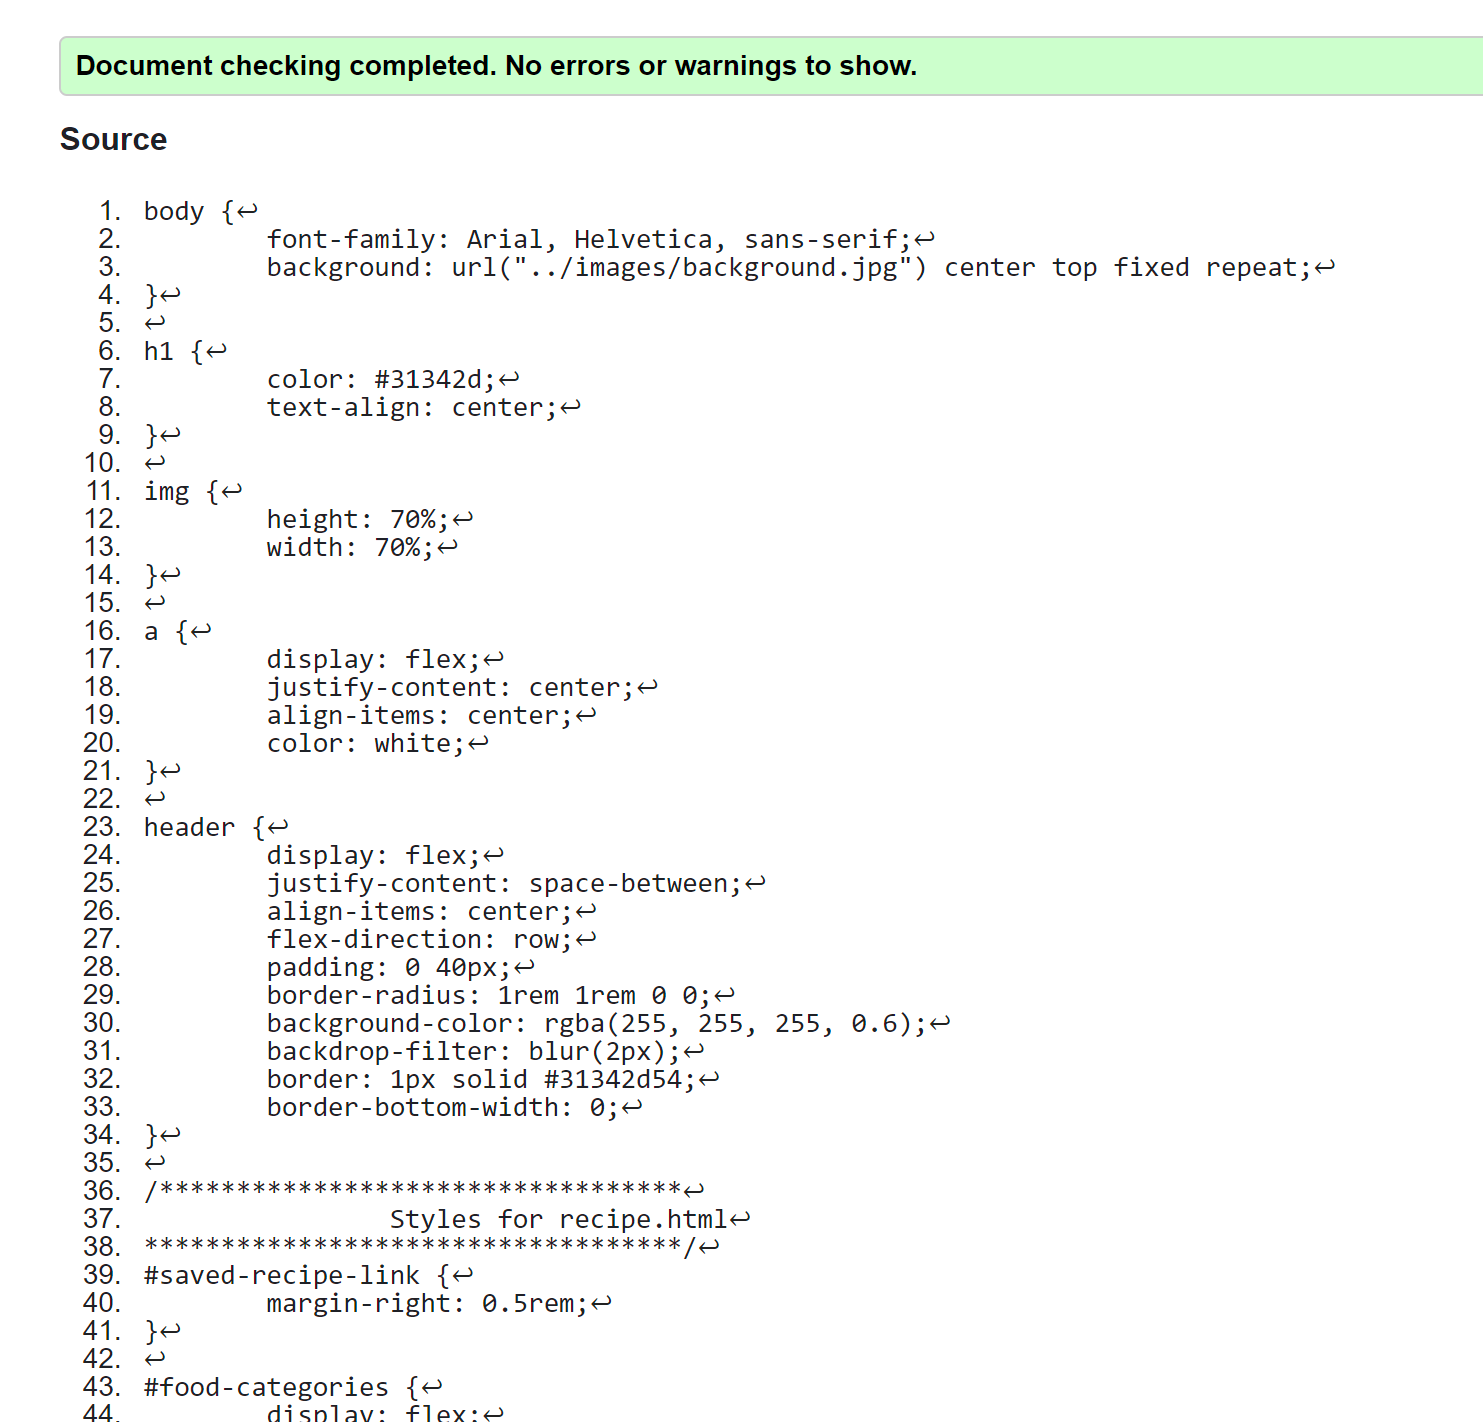 Document checking completed. No errors or warnings to show.
Source
1. body {↩
2. font-family: Arial, Helvetica, sans-serif;↩
3. background: url("../images/background.jpg") center top fixed repeat;↩
4. }↩
5. ↩
6. h1 {↩
7. color: #31342d;↩
8. text-align: center;↩
9. }↩
10. ↩
11. img {↩
12. height: 70%;↩
13. width: 70%;↩
14. }↩
15. ↩
16. a {↩
17. display: flex;↩
18. justify-content: center;↩
19. align-items: center;↩
20. color: white;↩
21. }↩
22. ↩
23. header {↩
24. display: flex;↩
25. justify-content: space-between;↩
26. align-items: center;↩
27. flex-direction: row;↩
28. padding: 0 40px;↩
29. border-radius: 1rem 1rem 0 0;↩
30. background-color: rgba(255, 255, 255, 0.6);↩
31. backdrop-filter: blur(2px);↩
32. border: 1px solid #31342d54;↩
33. border-bottom-width: 0;↩
34. }↩
35. ↩
36. /**********************************↩
37. Styles for recipe.html↩
38. ***********************************/↩
39. #saved-recipe-link {↩
40. margin-right: 0.5rem;↩
41. }↩
42. ↩
43. #food-categories {↩
44. display: flex;↩